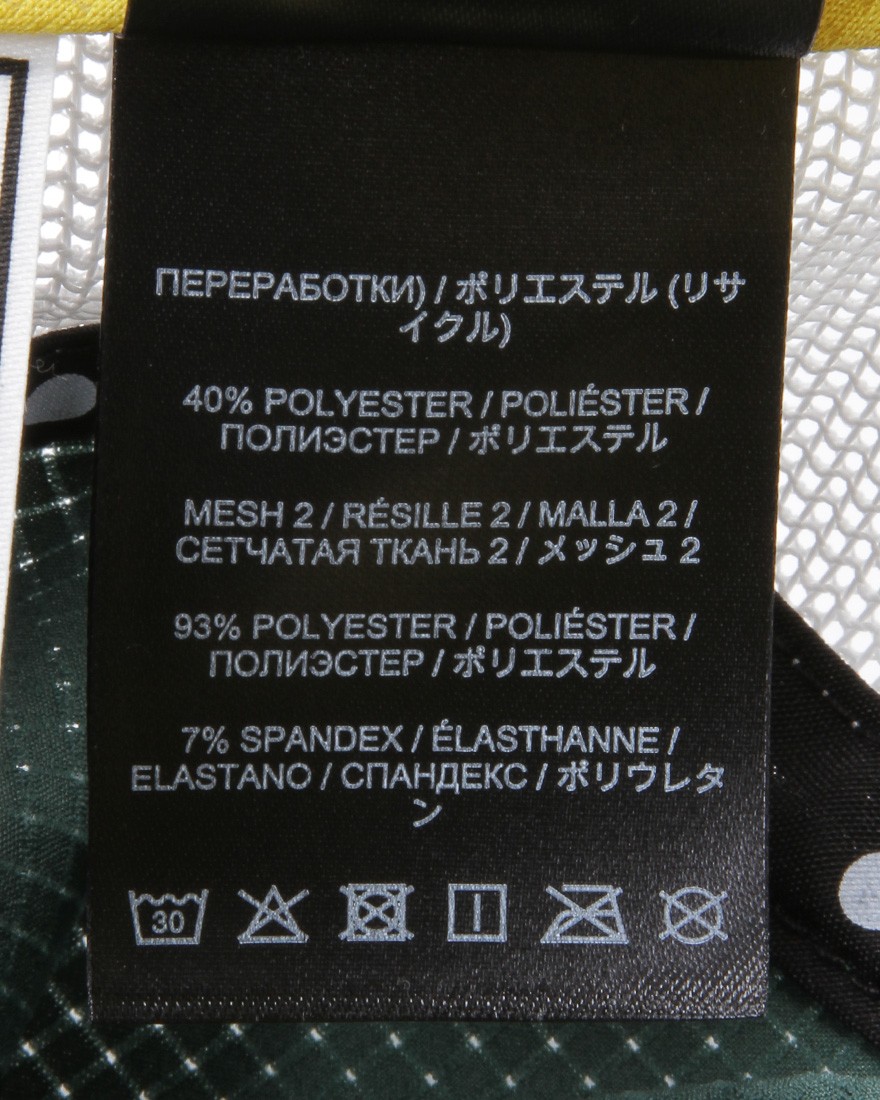 ПЕРЕРАБОТКИ) / ポリエステル (リサ
イクル)
40% POLYESTER / POLIÉSTER /
ПОЛИЭСТЕР / ポリエステル
MESH 2 / RÉSILLE 2 / MALLA 2 /
СЕТЧАТАЯ ТКАНЬ 2 / メッシュ 2
93% POLYESTER / POLIÉSTER /
ПОЛИЭСТЕР / ポリエステル
7% SPANDEX / ÉLASTHANNE /
ELASTANO / СПАНДЕКС / ポリウレタ
ン
30